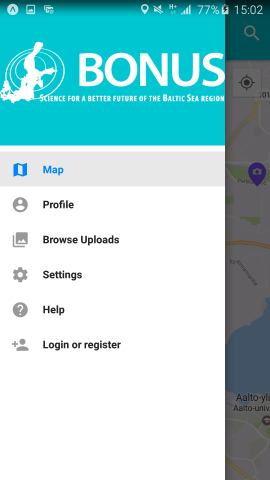 77% 15:02
BONUS
SCIENCE FOR A BETTER FUTURE OF THE BALTIC SEA REGION
Map
Profile
Browse Uploads
Settings
Help
Login or register
Aalto-yli
Aalto-univ